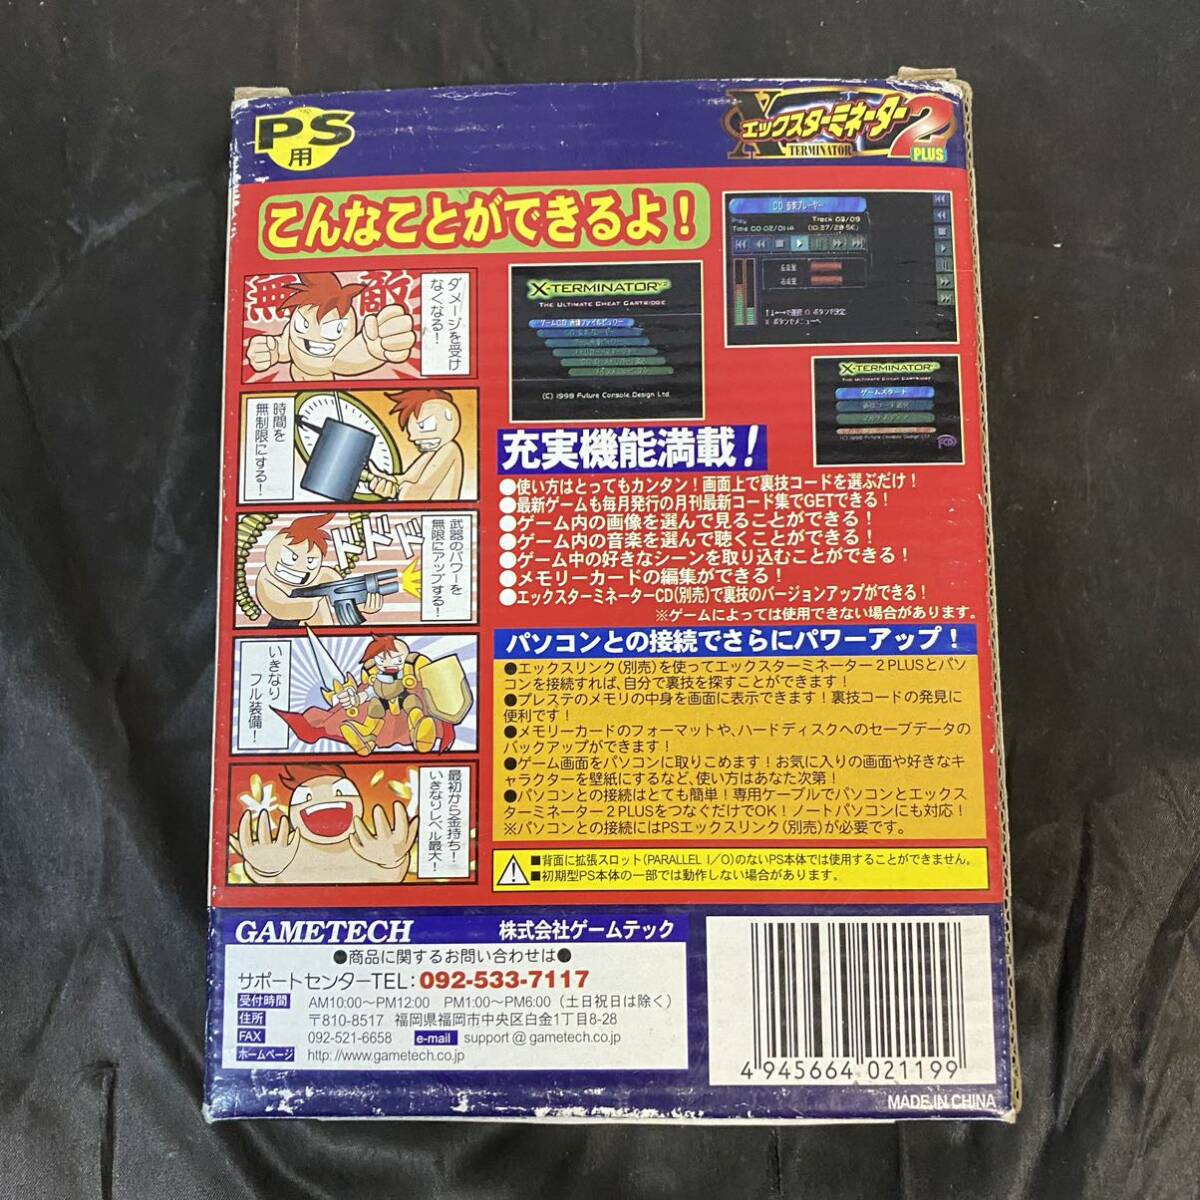 PS
用
エックスターミネーター2
TERMINATOR
PLUS
こんなことができるよ！
無敵
ダメージを受け
なくなる！
時間を
無制限にする！
武器のパワーを
無限にアップする！
ドドド
いきなり
フル装備！
最初から金持ち！
いきなりレベル最大！
X-TERMINATOR V2
THE ULTIMATE CHEAT CARTRIDGE
ゲームCD 画像ファイルビュワー
CD 音楽プレーヤー
(C) 1999 Future Console Design Ltd.
CD 音楽プレーヤー
Play
Track 03/09
X-TERMINATOR V2
THE ULTIMATE CHEAT CARTRIDGE
ゲームスタート
FCD
充実機能満載！
●使い方はとってもカンタン！画面上で裏技コードを選ぶだけ！
●最新ゲームも毎月発行の月刊最新コード集でGETできる！
●ゲーム内の画像を選んで見ることができる！
●ゲーム内の音楽を選んで聴くことができる！
●ゲーム中の好きなシーンを取り込むことができる！
●メモリーカードの編集ができる！
●エックスターミネーターCD(別売)で裏技のバージョンアップができる！
※ゲームによっては使用できない場合があります。
パソコンとの接続でさらにパワーアップ！
●エックスリンク(別売)を使ってエックスターミネーター2PLUSとパソ
コンを接続すれば、自分で裏技を探すことができます！
●プレステのメモリの中身を画面に表示できます！裏技コードの発見に
便利です！
●メモリーカードのフォーマットや、ハードディスクへのセーブデータの
バックアップができます！
●ゲーム画面をパソコンに取りこめます！お気に入りの画面や好きなキ
ャラクターを壁紙にするなど、使い方はあなた次第！
●パソコンとの接続はとても簡単！専用ケーブルでパソコンとエックス
ターミネーター2PLUSをつなぐだけでOK！ノートパソコンにも対応！
※パソコンとの接続にはPSエックスリンク(別売)が必要です。
■背面に拡張スロット(PARALLEL I/O)のないPS本体では使用することができません。
■初期型PS本体の一部では動作しない場合があります。
GAMETECH 株式会社ゲームテック
●商品に関するお問い合わせは●
サポートセンターTEL：092-533-7117
受付時間 AM10:00～PM12:00 PM1:00～PM6:00（土日祝日は除く）
住所 〒810-8517 福岡県福岡市中央区白金1丁目8-28
FAX 092-521-6658 e-mail support@gametech.co.jp
ホームページ http://www.gametech.co.jp
4 945664 021199
MADE IN CHINA